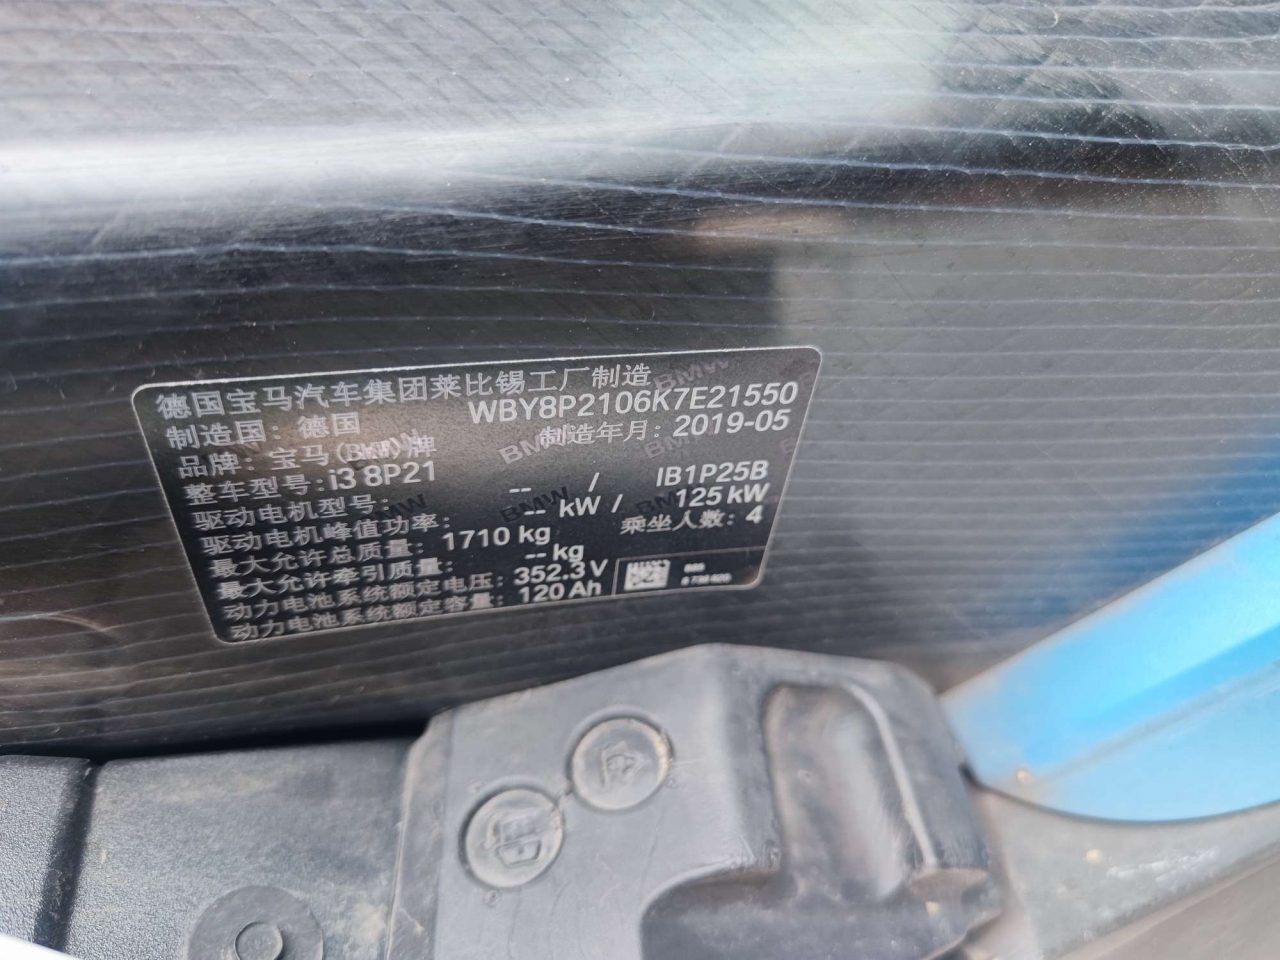 德国宝马汽车集团莱比锡工厂制造
WBY8P2106K7E21550
制造国：德国
制造年月：2019-05
品牌：宝马(BMW)牌
整车型号：i3 8P21
驱动电机型号： -- / IB1P25B
驱动电机峰值功率： -- kW / 125 kW
最大允许总质量：1710 kg 乘坐人数：4
最大允许牵引质量： -- kg
动力电池系统额定电压：352.3 V
动力电池系统额定容量：120 Ah